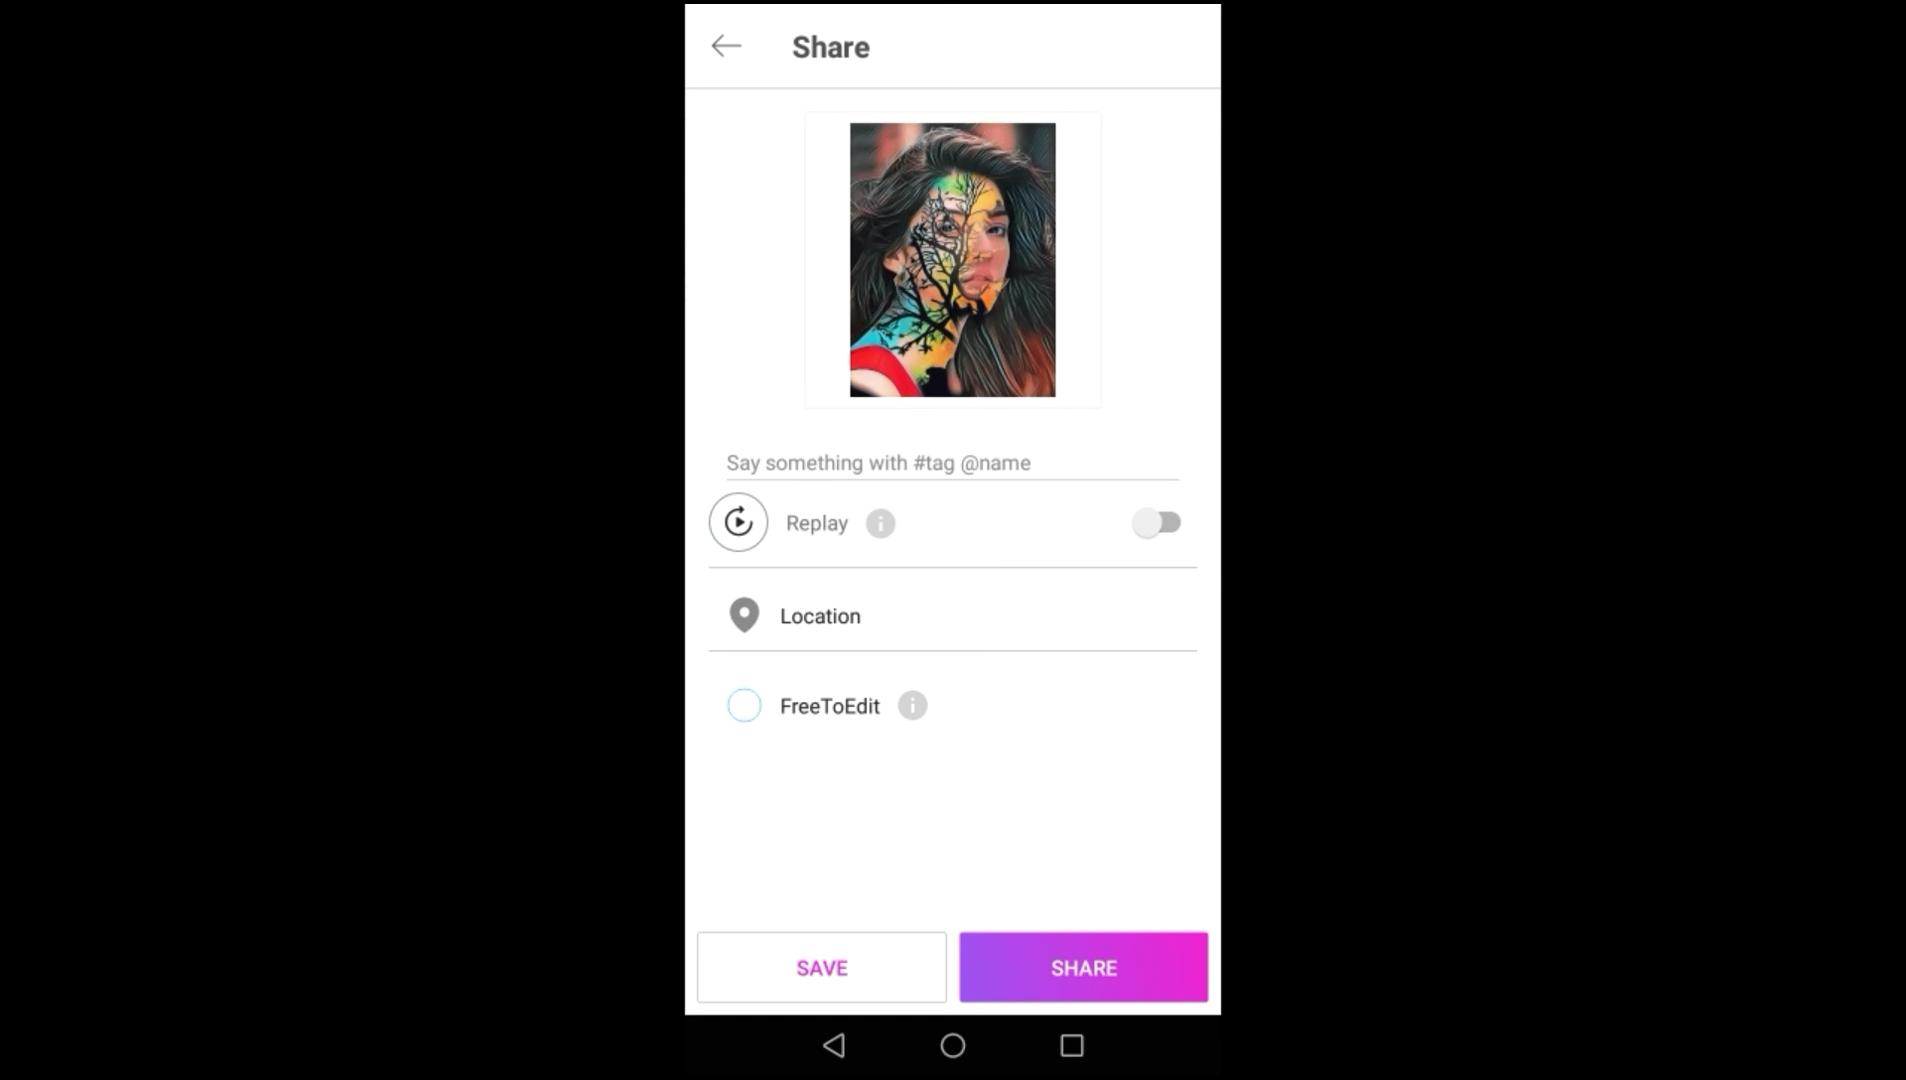 Share
Say something with #tag @name
Replay
Location
FreeToEdit
SAVE
SHARE